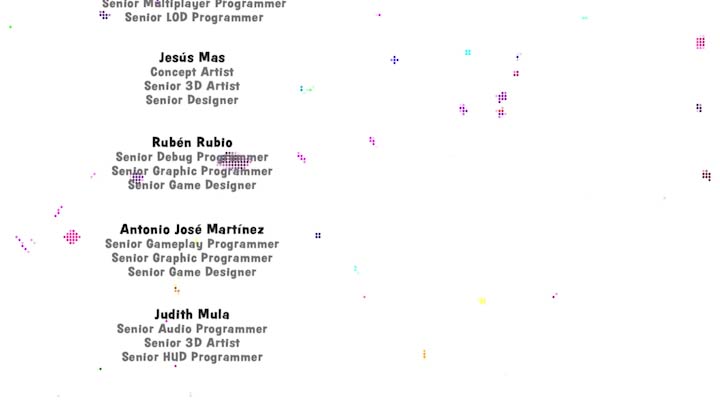 Senior Multiplayer Programmer
Senior LOD Programmer
Jesús Mas
Concept Artist
Senior 3D Artist
Senior Designer
Rubén Rubio
Senior Debug Programmer
Senior Graphic Programmer
Senior Game Designer
Antonio José Martínez
Senior Gameplay Programmer
Senior Graphic Programmer
Senior Game Designer
Judith Mula
Senior Audio Programmer
Senior 3D Artist
Senior HUD Programmer